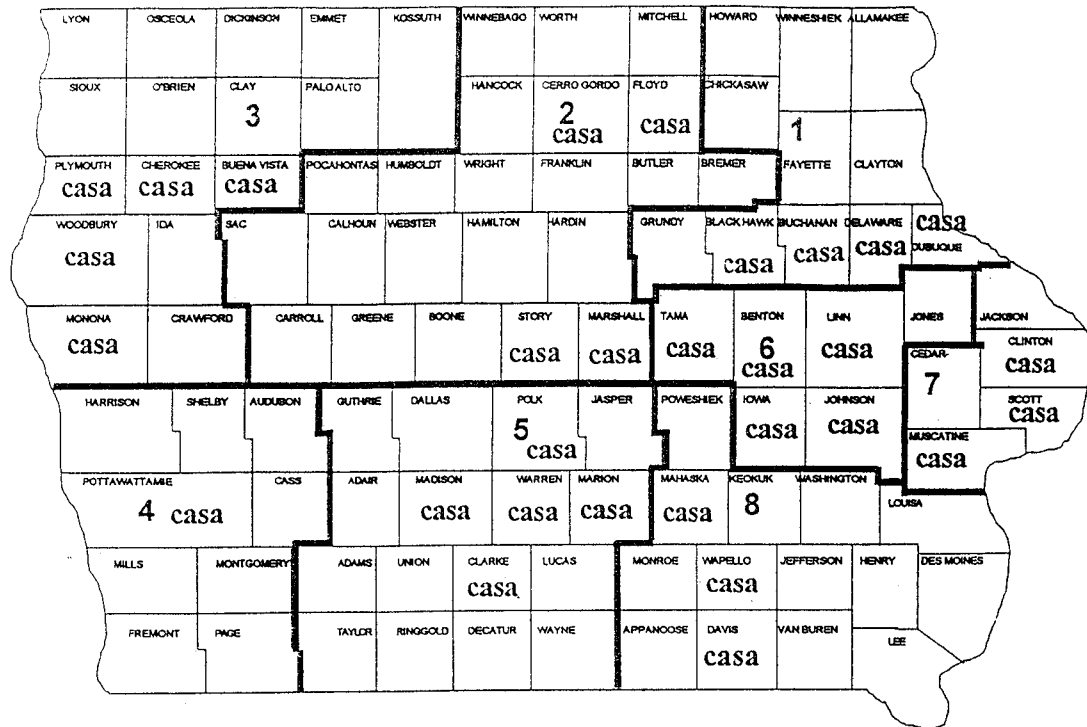 LYON OSCEOLA DICKINSON EMMET KOSSUTH WINNEBAGO WORTH MITCHELL HOWARD WINNESHIEK ALLAMAKEE
SIOUX O'BRIEN CLAY PALO ALTO HANCOCK CERRO GORDO FLOYD CHICKASAW
3 2 casa casa 1
PLYMOUTH CHEROKEE BUENA VISTA POCAHONTAS HUMBOLDT WRIGHT FRANKLIN BUTLER BREMER FAYETTE CLAYTON
casa casa casa
WOODBURY IDA SAC CALHOUN WEBSTER HAMILTON HARDIN GRUNDY BLACK HAWK BUCHANAN DELAWARE casa DUBUQUE
casa casa casa casa
MONONA CRAWFORD CARROLL GREENE BOONE STORY MARSHALL TAMA BENTON LINN JONES JACKSON
casa casa casa casa 6 casa casa
CLINTON
casa
CEDAR
7
HARRISON SHELBY AUDUBON GUTHRIE DALLAS POLK JASPER POWESHIEK IOWA JOHNSON SCOTT
5 casa casa casa casa
MUSCATINE
casa
POTTAWATTAMIE CASS ADAIR MADISON WARREN MARION MAHASKA KEOKUK WASHINGTON LOUISA
4 casa casa casa casa casa 8
MILLS MONTGOMERY ADAMS UNION CLARKE LUCAS MONROE WAPELLO JEFFERSON HENRY DES MOINES
casa casa
FREMONT PAGE TAYLOR RINGGOLD DECATUR WAYNE APPANOOSE DAVIS VAN BUREN LEE
casa